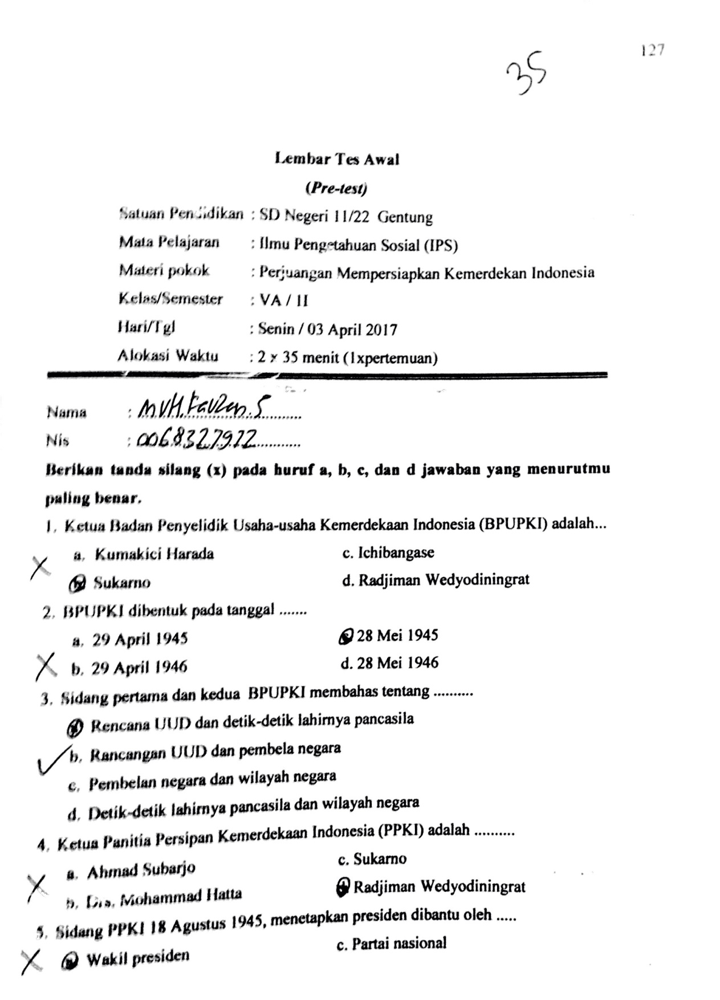 127
35
Lembar Tes Awal
(Pre-test)
Satuan Pendidikan : SD Negeri 11/22 Gentung
Mata Pelajaran : Ilmu Pengetahuan Sosial (IPS)
Materi pokok : Perjuangan Mempersiapkan Kemerdekan Indonesia
Kelas/Semester : VA / II
Hari/Tgl : Senin / 03 April 2017
Alokasi Waktu : 2 x 35 menit (1xpertemuan)
Nama : MUH. Fauzan. S..........
Nis : 0068327972..........
Berikan tanda silang (x) pada huruf a, b, c, dan d jawaban yang menurutmu
paling benar.
1. Ketua Badan Penyelidik Usaha-usaha Kemerdekaan Indonesia (BPUPKI) adalah...
a. Kumakici Harada c. Ichibangase
b. Sukarno d. Radjiman Wedyodiningrat
2. BPUPKI dibentuk pada tanggal .......
a. 29 April 1945 c. 28 Mei 1945
b. 29 April 1946 d. 28 Mei 1946
3. Sidang pertama dan kedua BPUPKI membahas tentang ..........
a. Rencana UUD dan detik-detik lahirnya pancasila
b. Rancangan UUD dan pembela negara
c. Pembelan negara dan wilayah negara
d. Detik-detik lahirnya pancasila dan wilayah negara
4. Ketua Panitia Persipan Kemerdekaan Indonesia (PPKI) adalah ..........
a. Ahmad Subarjo c. Sukarno
b. Drs. Mohammad Hatta d. Radjiman Wedyodiningrat
5. Sidang PPKI 18 Agustus 1945, menetapkan presiden dibantu oleh .....
a. Wakil presiden c. Partai nasional